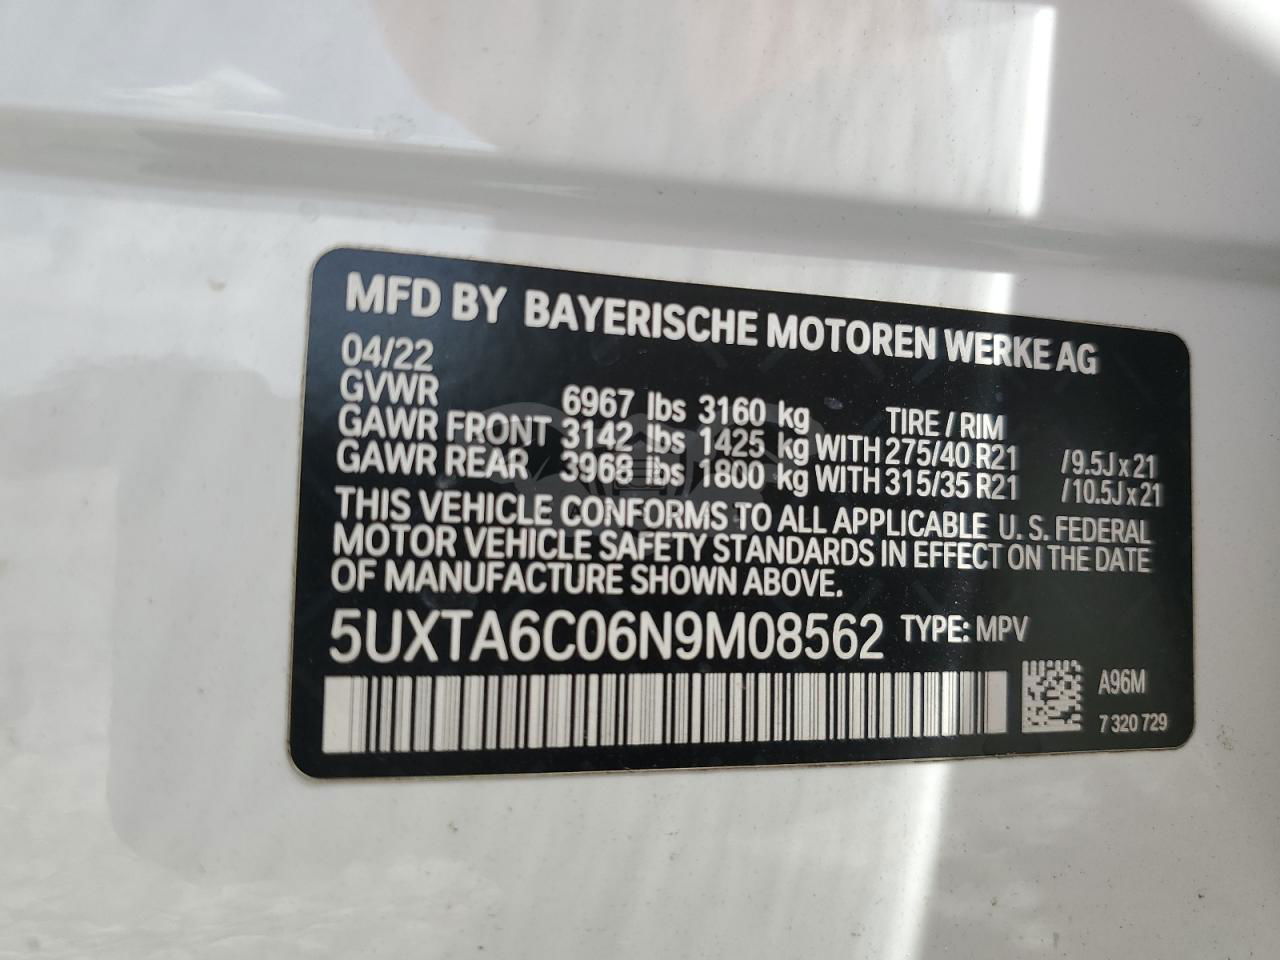 MFD BY BAYERISCHE MOTOREN WERKE AG
04/22
GVWR 6967 lbs 3160 kg TIRE / RIM
GAWR FRONT 3142 lbs 1425 kg WITH 275/40 R21 /9.5J x 21
GAWR REAR 3968 lbs 1800 kg WITH 315/35 R21 /10.5J x 21
THIS VEHICLE CONFORMS TO ALL APPLICABLE U. S. FEDERAL
MOTOR VEHICLE SAFETY STANDARDS IN EFFECT ON THE DATE
OF MANUFACTURE SHOWN ABOVE.
5UXTA6C06N9M08562 TYPE: MPV
A96M
7 320 729